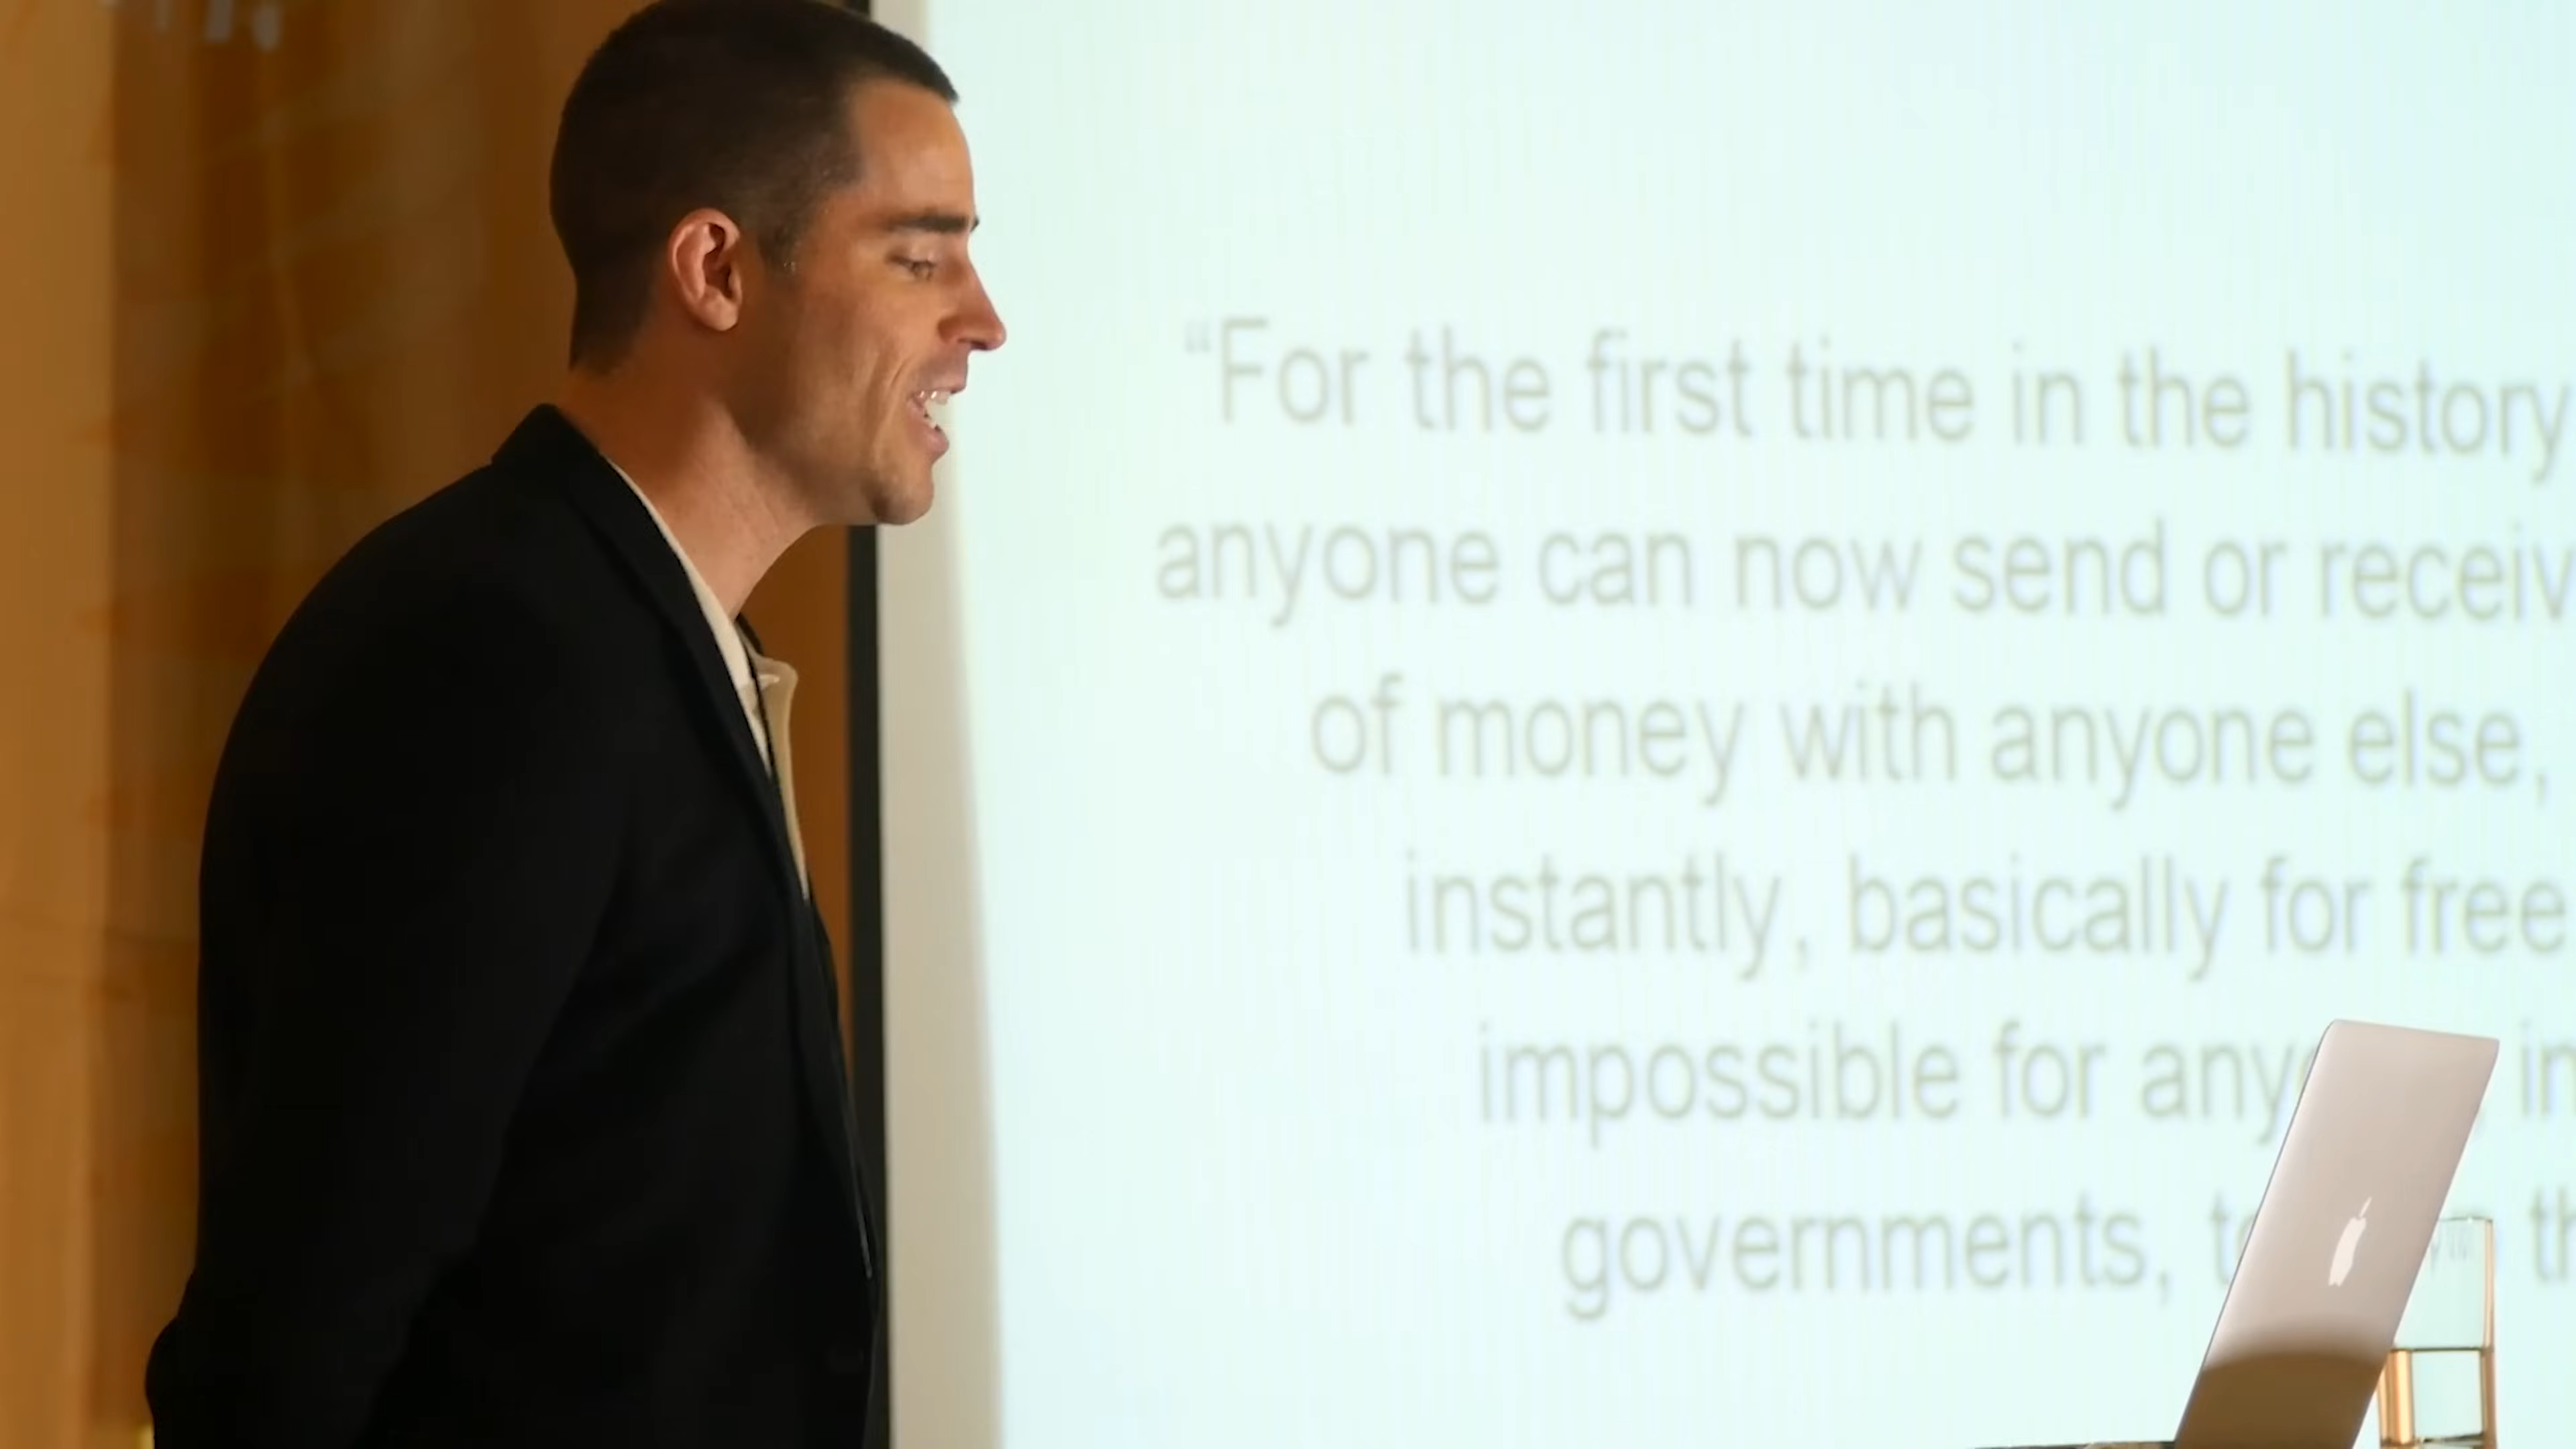 “For the first time in the history
anyone can now send or receiv
of money with anyone else,
instantly, basically for free
impossible for any
governments,